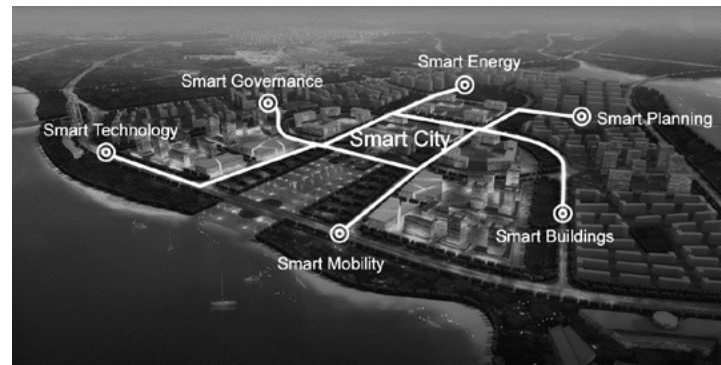 Smart Energy
Smart Governance
Smart Planning
Smart Technology
Smart City
Smart Buildings
Smart Mobility